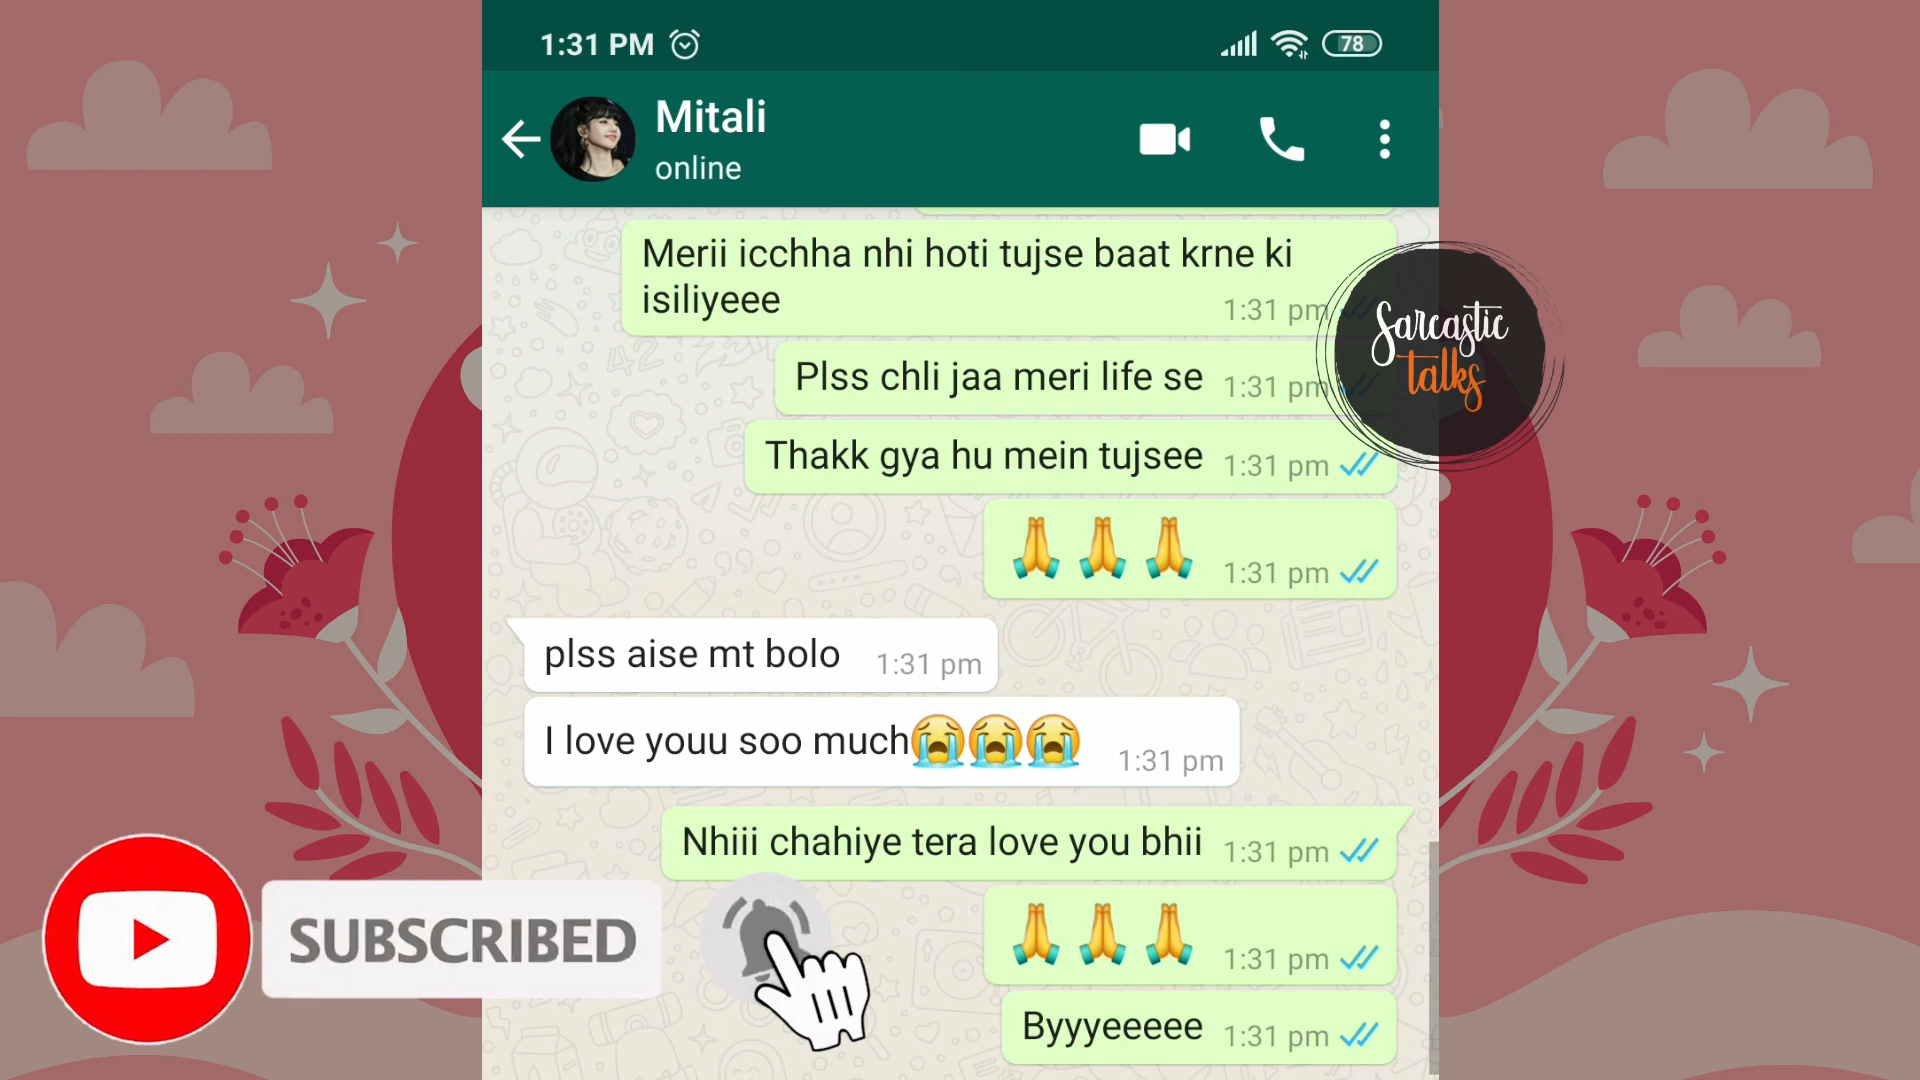 1:31 PM
78
Mitali
online
Merii icchha nhi hoti tujse baat krne ki
isiliyeee
1:31 pm
Plss chli jaa meri life se 1:31 pm
Sarcastic
talks
Thakk gya hu mein tujsee 1:31 pm
🙏 🙏 🙏 1:31 pm
plss aise mt bolo 1:31 pm
I love youu soo much😭😭😭 1:31 pm
Nhiii chahiye tera love you bhii 1:31 pm
🙏 🙏 🙏 1:31 pm
SUBSCRIBED
Byyyeeeee 1:31 pm